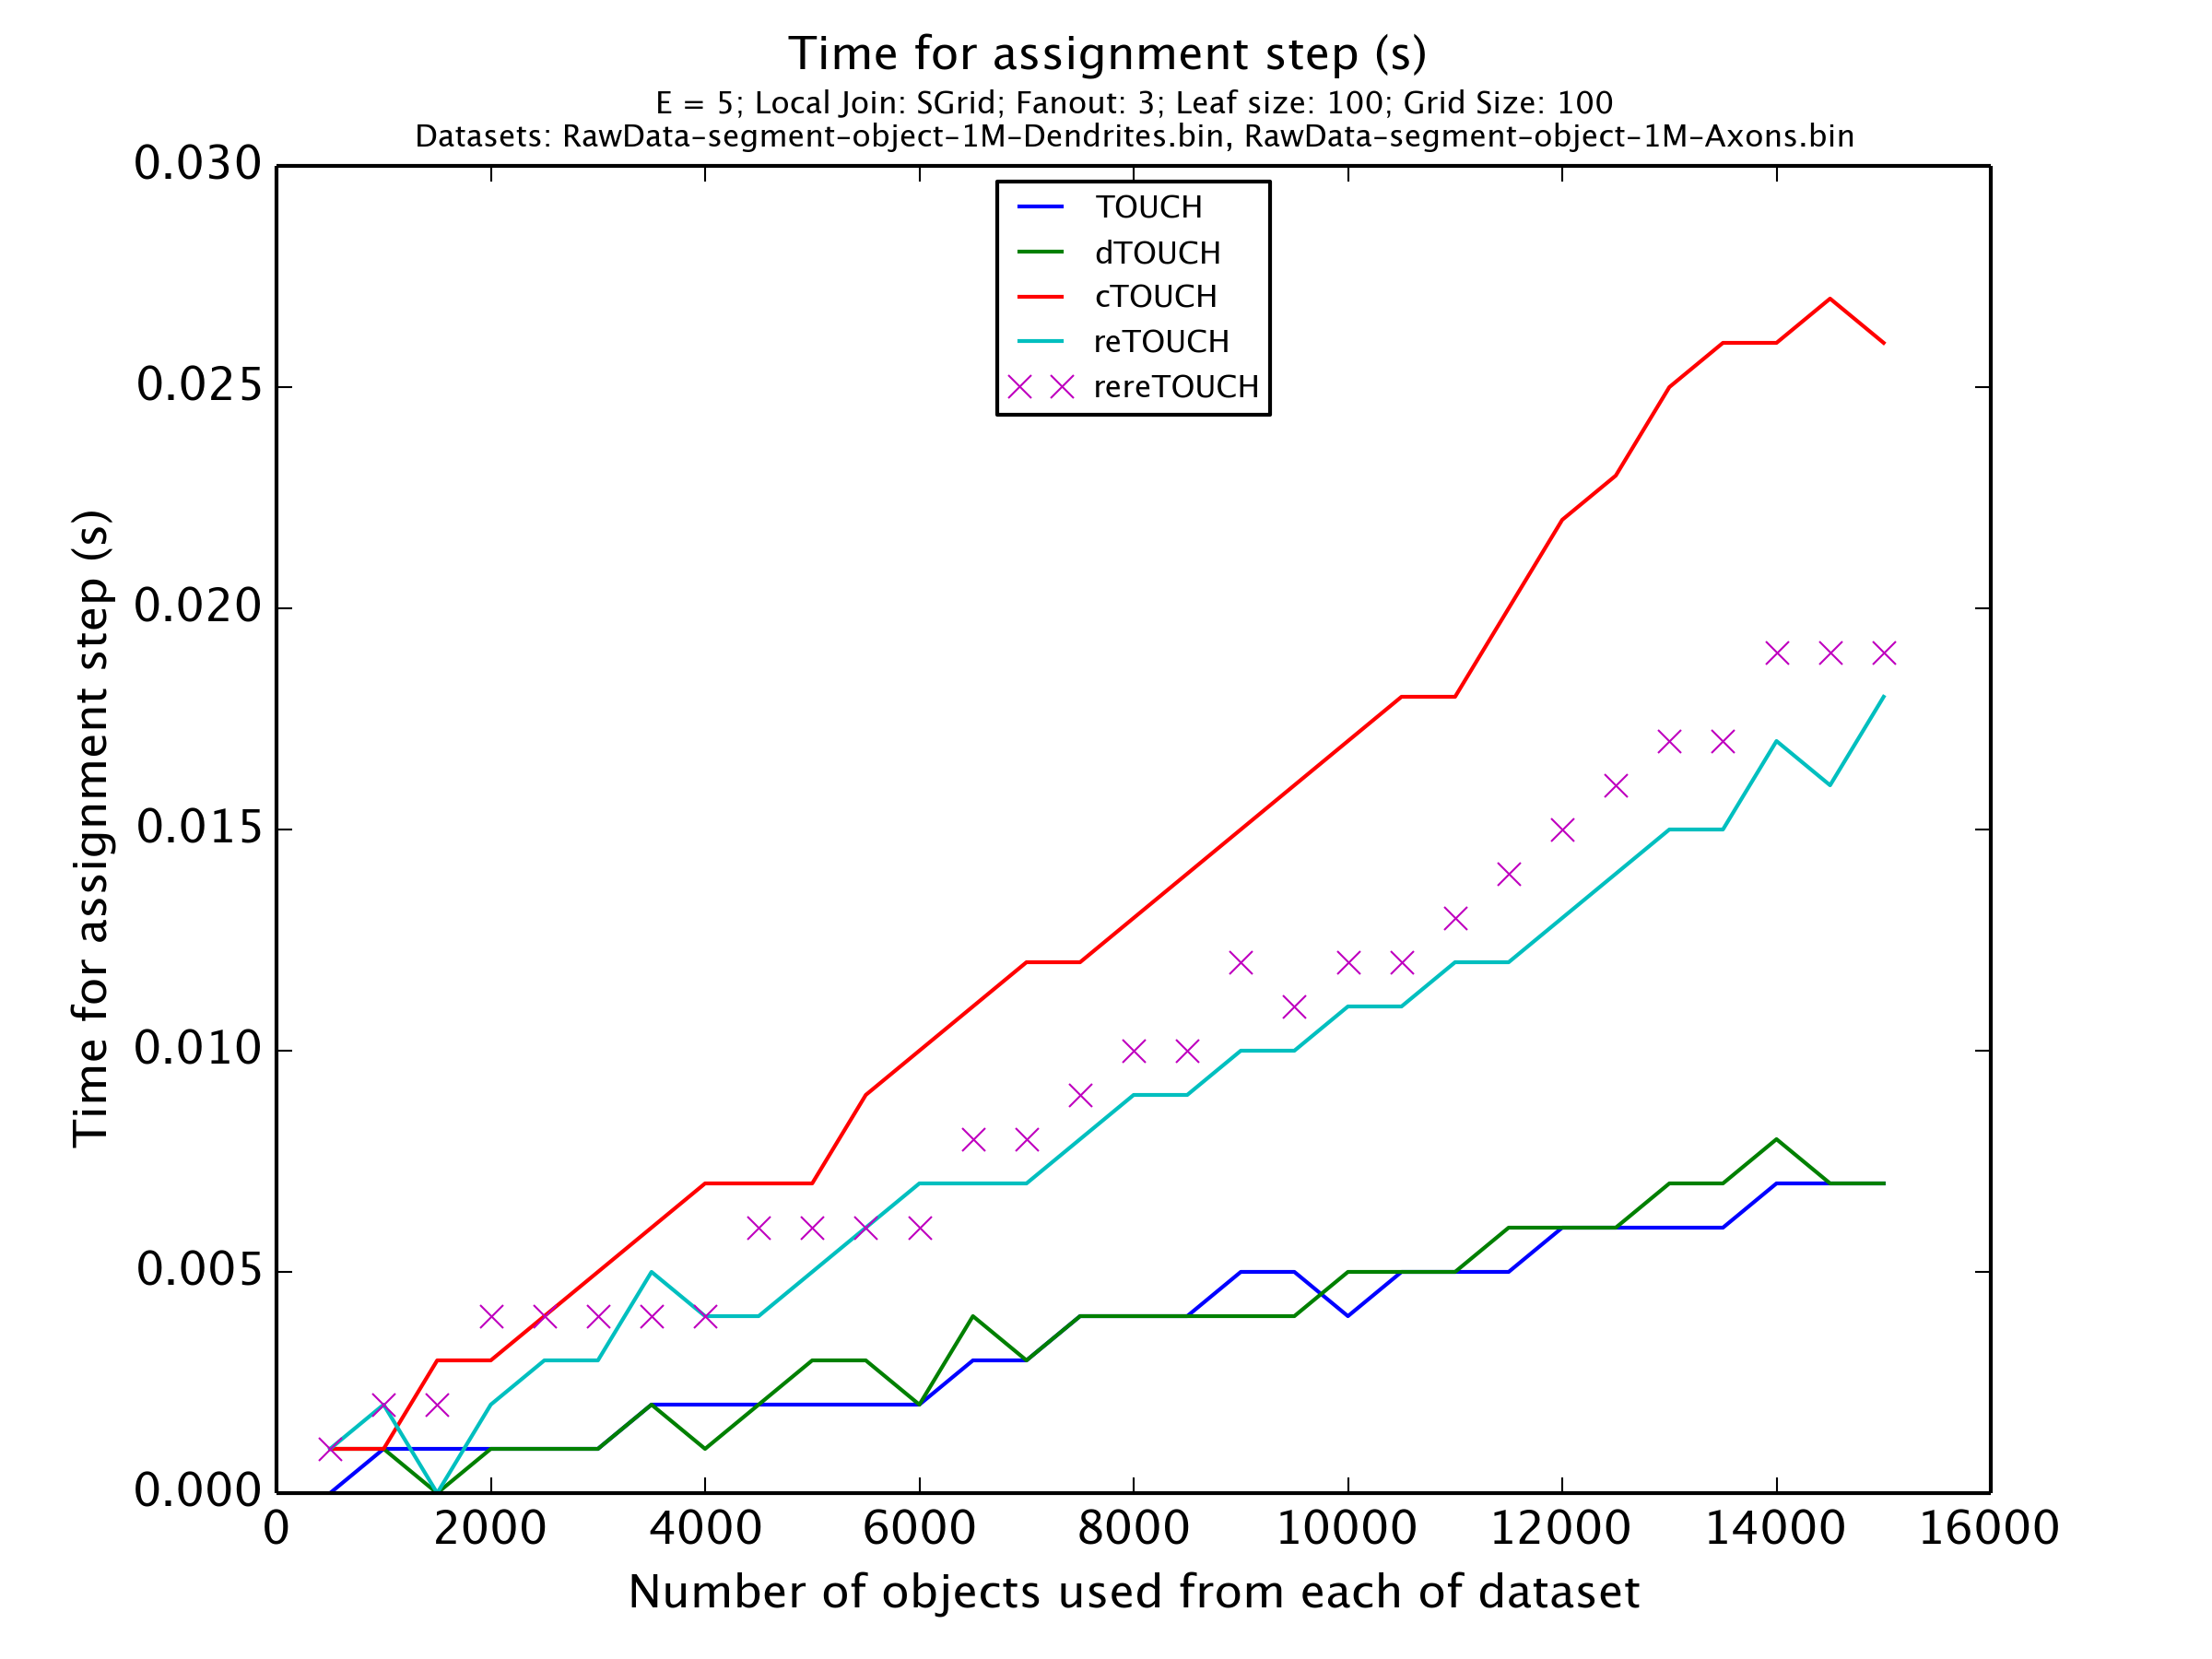 Time for assignment step (s)
E = 5; Local Join: SGrid; Fanout: 3; Leaf size: 100; Grid Size: 100
Datasets: RawData-segment-object-1M-Dendrites.bin, RawData-segment-object-1M-Axons.bin
TOUCH
dTOUCH
cTOUCH
reTOUCH
rereTOUCH
Time for assignment step (s)
0.030
0.025
0.020
0.015
0.010
0.005
0.000
0 2000 4000 6000 8000 10000 12000 14000 16000
Number of objects used from each of dataset